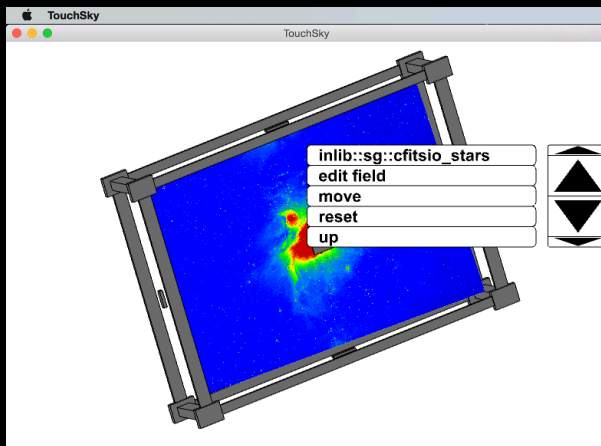 TouchSky
TouchSky
inlib::sg::cfitsio_stars
edit field
move
reset
up